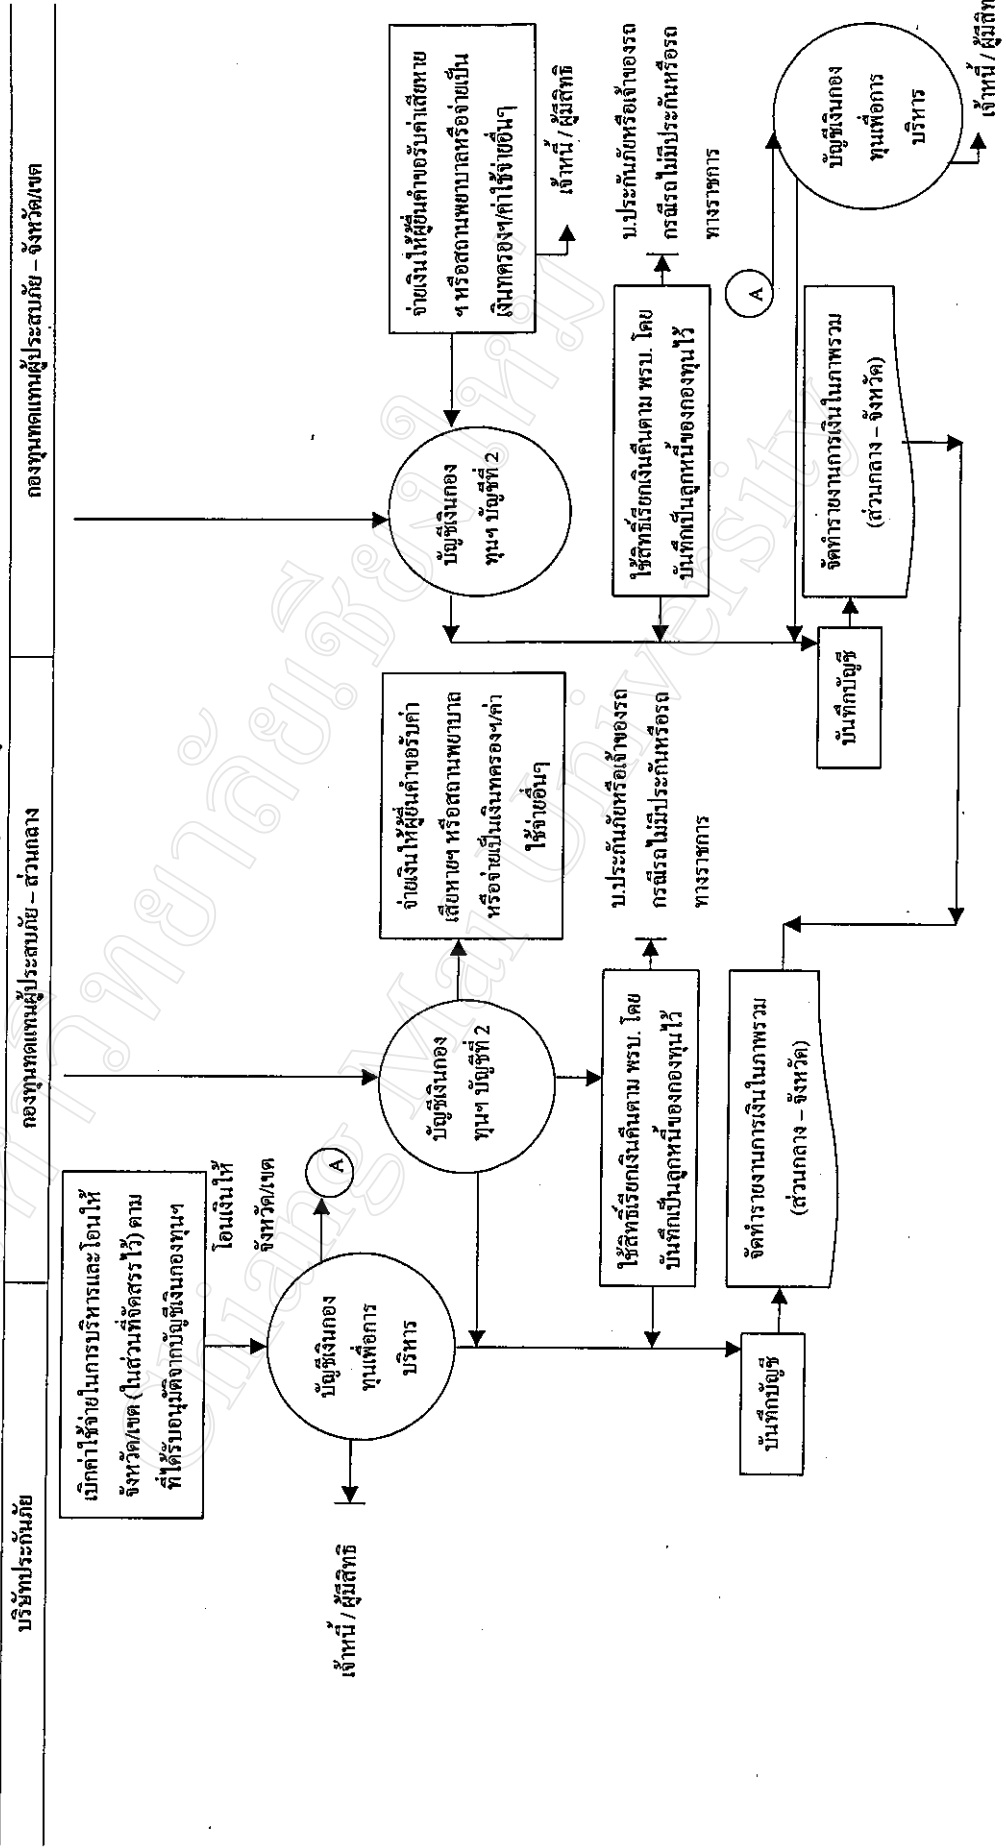 บริษัทประกันภัย
กองทุนทดแทนผู้ประสบภัย – ส่วนกลาง
กองทุนทดแทนผู้ประสบภัย – จังหวัด/เขต
เบิกค่าใช้จ่ายในการบริหารและโอนให้
จังหวัด/เขต (ในส่วนที่จัดสรรไว้) ตาม
ที่ได้รับอนุมัติจากบัญชีเงินกองทุนฯ
โอนเงินให้
จังหวัด/เขต
A
บัญชีเงินกอง
ทุนเพื่อการ
บริหาร
เจ้าหนี้ / ผู้มีสิทธิ
บัญชีเงินกอง
ทุนฯ บัญชีที่ 2
จ่ายเงินให้ผู้ยื่นคำขอรับค่า
เสียหายฯ หรือสถานพยาบาล
หรือจ่ายเป็นเงินทดรองฯ/ค่า
ใช้จ่ายอื่นๆ
ใช้สิทธิ์เรียกเงินคืนตาม พรบ. โดย
บันทึกเป็นลูกหนี้ของกองทุนไว้
บ.ประกันภัยหรือเจ้าของรถ
กรณีรถไม่มีประกันหรือรถ
ทางราชการ
บันทึกบัญชี
จัดทำรายงานการเงินในภาพรวม
(ส่วนกลาง – จังหวัด)
จ่ายเงินให้ผู้ยื่นคำขอรับค่าเสียหาย
ฯ หรือสถานพยาบาลหรือจ่ายเป็น
เงินทดรองฯ/ค่าใช้จ่ายอื่นๆ
เจ้าหนี้ / ผู้มีสิทธิ
บัญชีเงินกอง
ทุนฯ บัญชีที่ 2
ใช้สิทธิ์เรียกเงินคืนตาม พรบ. โดย
บันทึกเป็นลูกหนี้ของกองทุนไว้
บ.ประกันภัยหรือเจ้าของรถ
กรณีรถไม่มีประกันหรือรถ
ทางราชการ
A
บัญชีเงินกอง
ทุนเพื่อการ
บริหาร
เจ้าหนี้ / ผู้มีสิท
บันทึกบัญชี
จัดทำรายงานการเงินในภาพรวม
(ส่วนกลาง – จังหวัด)
มหาวิทยาลัยเชียงใหม่
Chiang Mai University